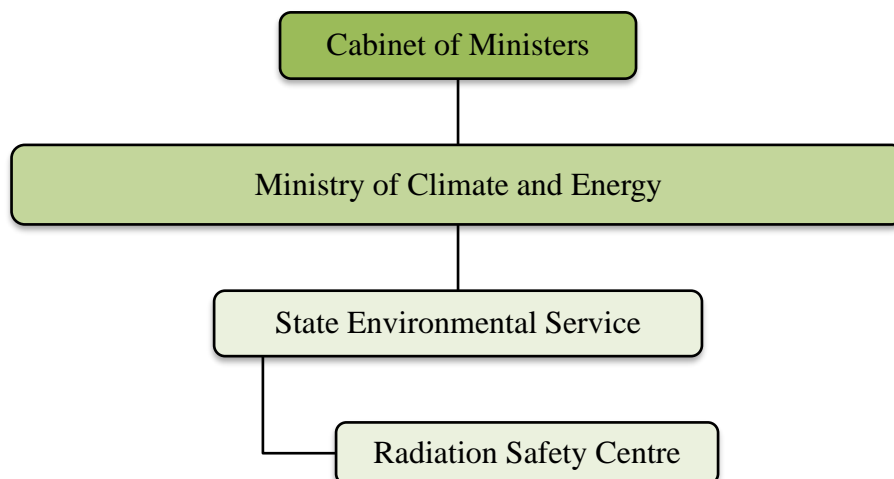 Cabinet of Ministers
Ministry of Climate and Energy
State Environmental Service
Radiation Safety Centre